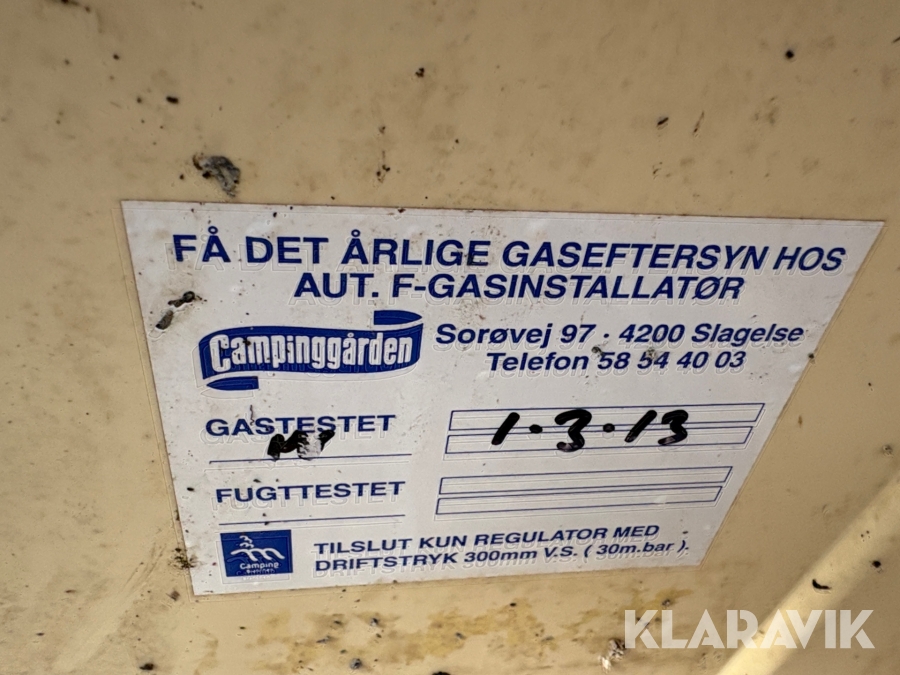 FÅ DET ÅRLIGE GASEFTERSYN HOS
AUT. F-GASINSTALLATØR
Campinggården
Sorøvej 97 · 4200 Slagelse
Telefon 58 54 40 03
GASTESTET
1·3·13
FUGTTESTET
Camping
TILSLUT KUN REGULATOR MED
DRIFTSTRYK 300mm V.S. ( 30m.bar ).
KLARAVIK